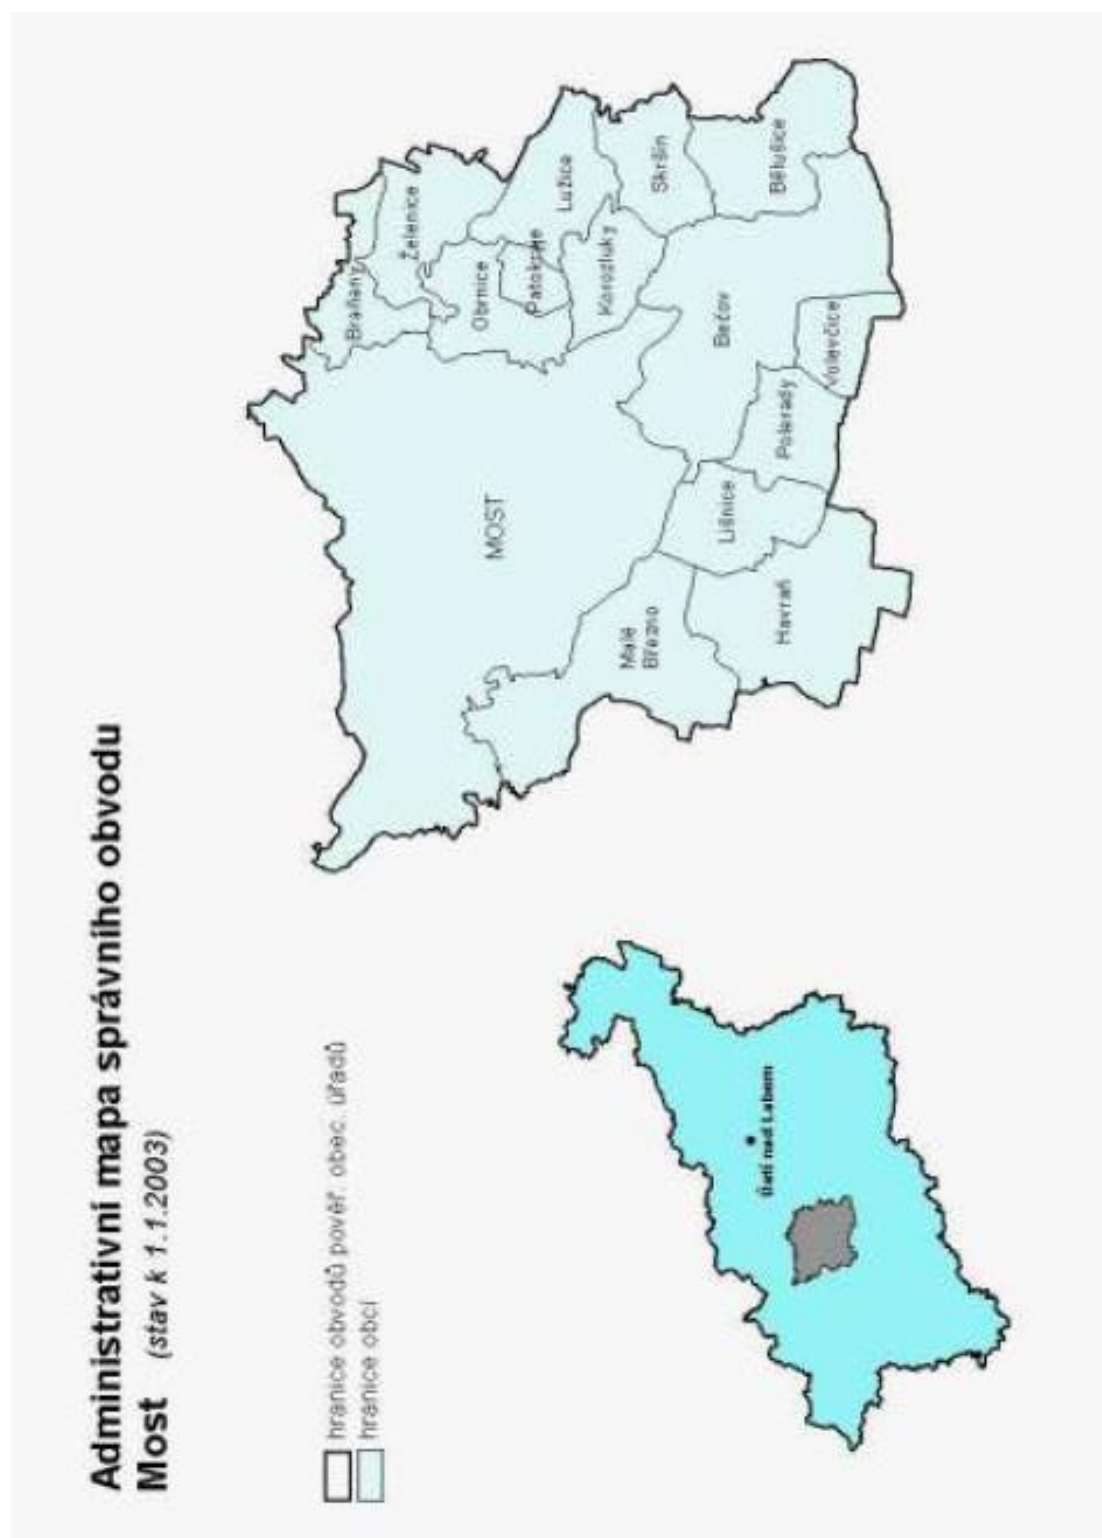 Administrativní mapa správního obvodu
Most (stav k 1.1.2003)
hranice obvodů pověř. obec. úřadů
hranice obcí
Braňany
Želenice
Obrnice
Patokryje
Lužice
Korozluky
Skršín
MOST
Bečov
Bělušice
Malé
Březno
Lišnice
Polerady
Volevčice
Havraň
Ústí nad Labem